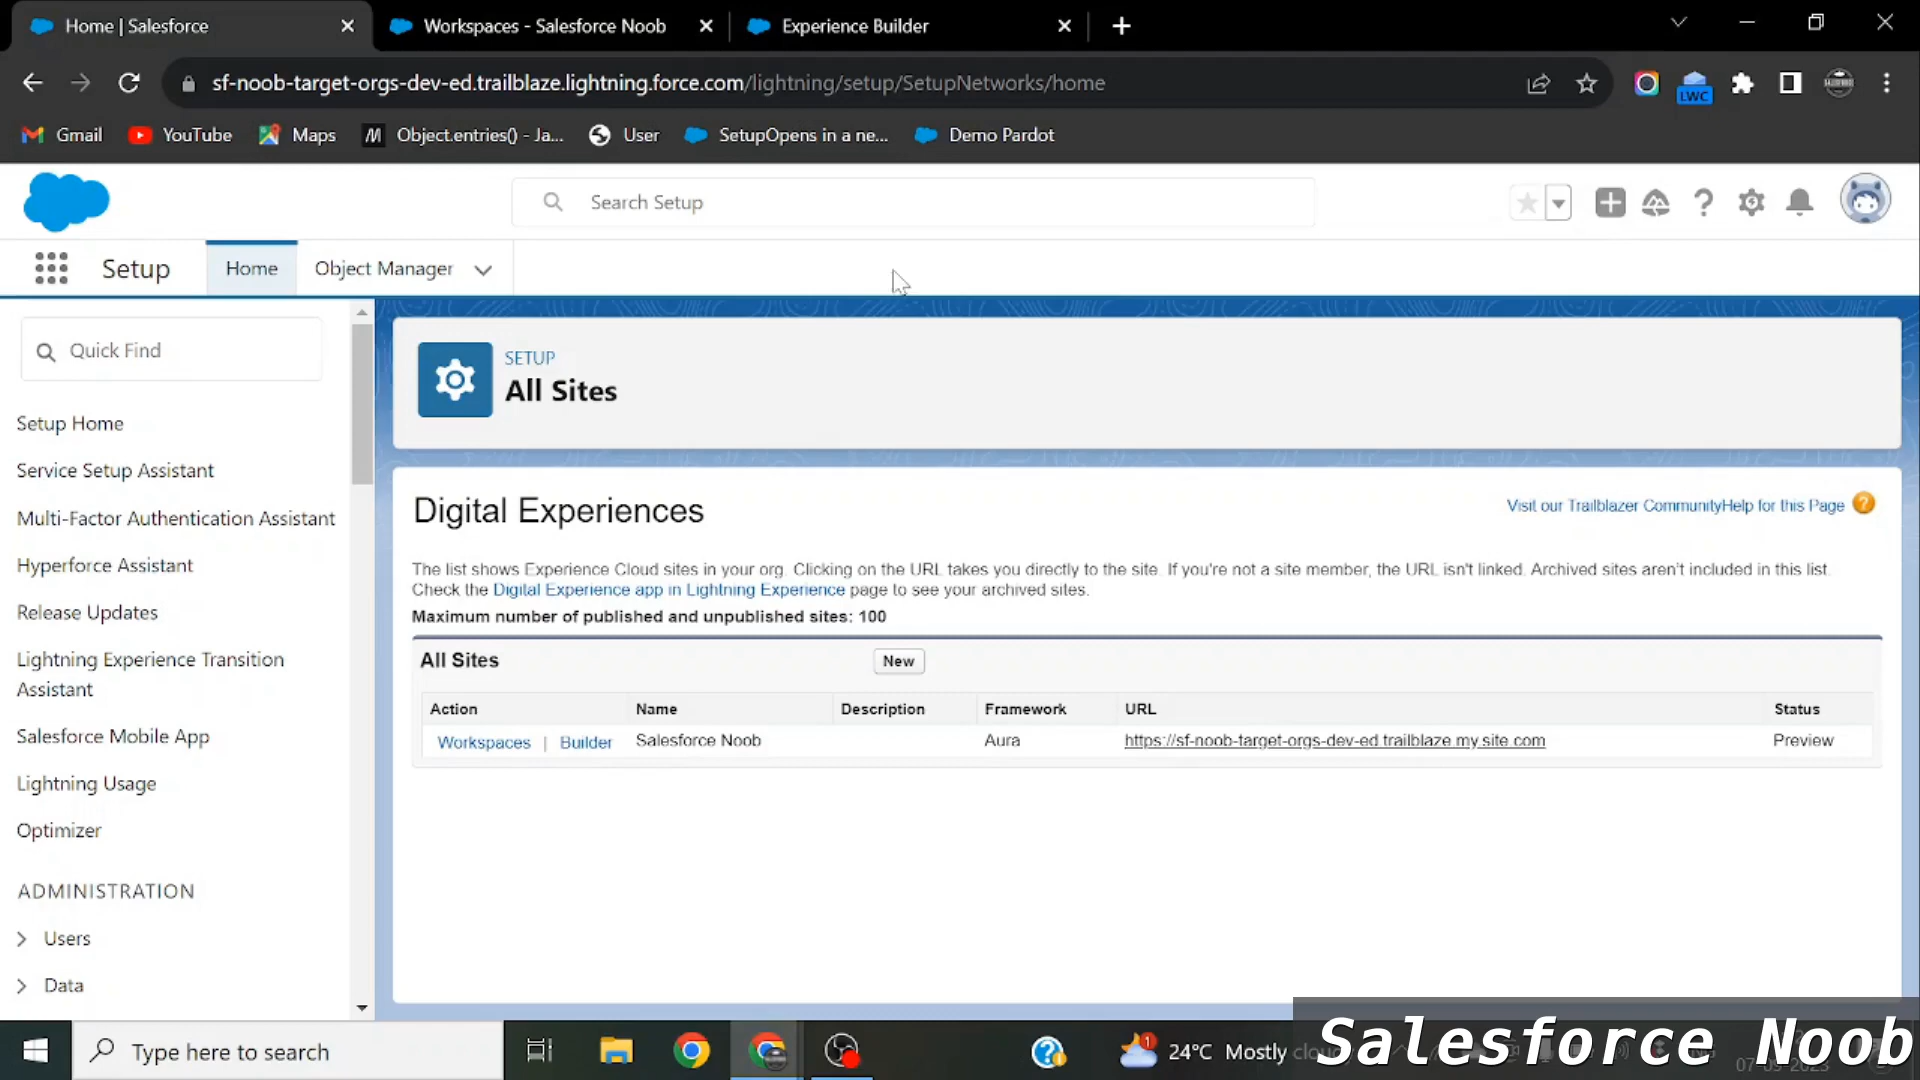 Home | Salesforce
Workspaces - Salesforce Noob
Experience Builder
sf-noob-target-orgs-dev-ed.trailblaze.lightning.force.com/lightning/setup/SetupNetworks/home
LWC
Gmail
YouTube
Maps
Object.entries() - Ja...
User
SetupOpens in a ne...
Demo Pardot
Search Setup
Setup
Home
Object Manager
Quick Find
Setup Home
Service Setup Assistant
Multi-Factor Authentication Assistant
Hyperforce Assistant
Release Updates
Lightning Experience Transition
Assistant
Salesforce Mobile App
Lightning Usage
Optimizer
ADMINISTRATION
Users
Data
SETUP
All Sites
Digital Experiences
Visit our Trailblazer CommunityHelp for this Page
The list shows Experience Cloud sites in your org. Clicking on the URL takes you directly to the site. If you're not a site member, the URL isn't linked. Archived sites aren't included in this list.
Check the Digital Experience app in Lightning Experience page to see your archived sites.
Maximum number of published and unpublished sites: 100
All Sites
New
Action Name Description Framework URL Status
Workspaces | Builder Salesforce Noob Aura https://sf-noob-target-orgs-dev-ed.trailblaze.my.site.com Preview
Type here to search
1
24°C Mostly cloudy
Salesforce Noob